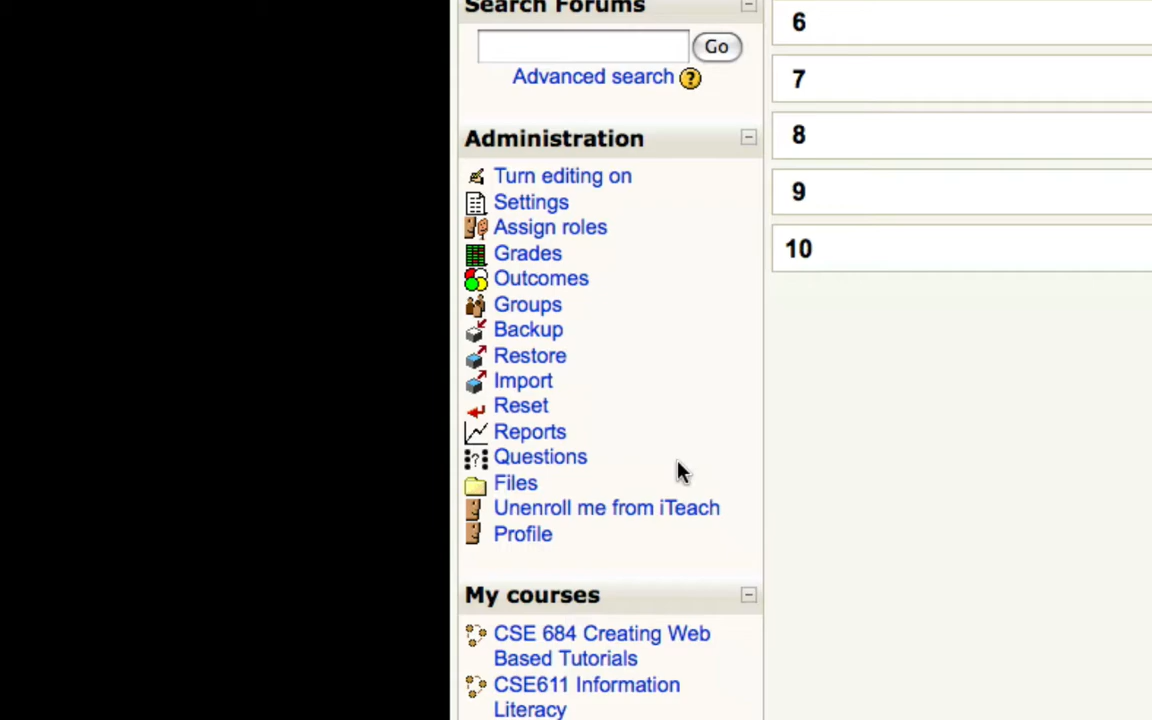 Search Forums
Go
Advanced search ?
Administration
Turn editing on
Settings
Assign roles
Grades
Outcomes
Groups
Backup
Restore
Import
Reset
Reports
Questions
Files
Unenroll me from iTeach
Profile
My courses
CSE 684 Creating Web
Based Tutorials
CSE611 Information
Literacy
6
7
8
9
10